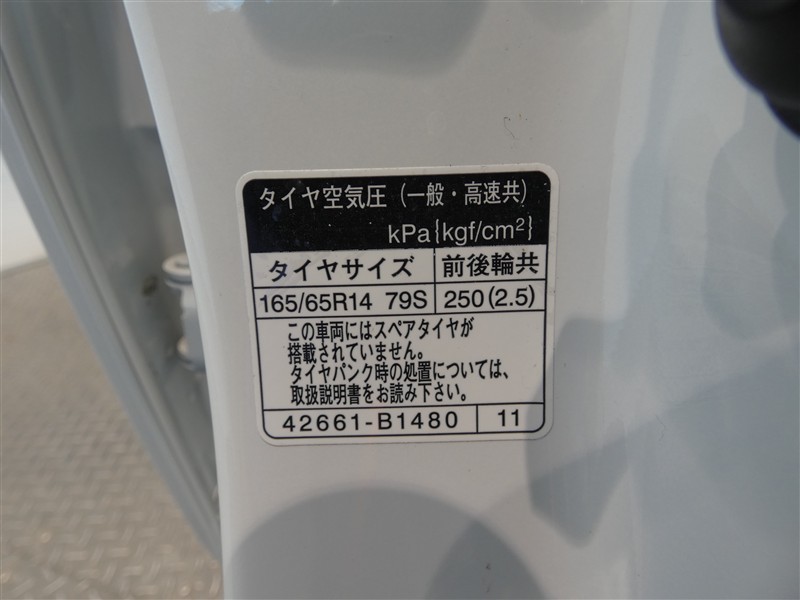 タイヤ空気圧（一般・高速共）
kPa{kgf/cm²}
タイヤサイズ 前後輪共
165/65R14 79S 250(2.5)
この車両にはスペアタイヤが
搭載されていません。
タイヤパンク時の処置については、
取扱説明書をお読み下さい。
42661-B1480 11